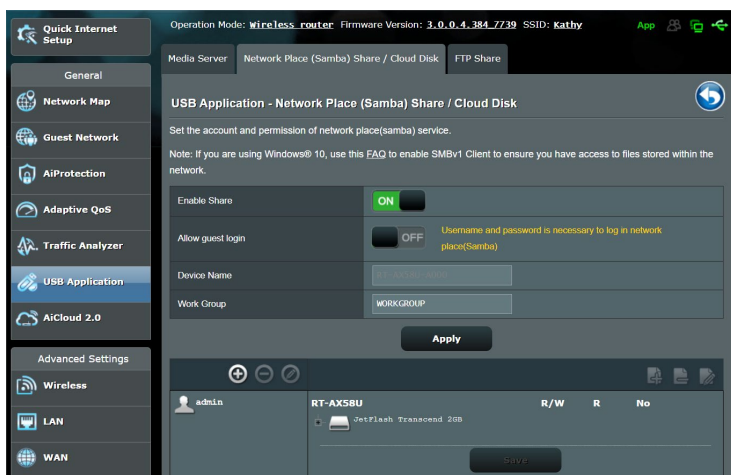 Quick Internet
Setup
Operation Mode: Wireless router Firmware Version: 3.0.0.4.384_7739 SSID: Kathy
App
Media Server
Network Place (Samba) Share / Cloud Disk
FTP Share
General
Network Map
Guest Network
AiProtection
Adaptive QoS
Traffic Analyzer
USB Application
AiCloud 2.0
Advanced Settings
Wireless
LAN
WAN
USB Application - Network Place (Samba) Share / Cloud Disk
Set the account and permission of network place(samba) service.
Note: If you are using Windows® 10, use this FAQ to enable SMBv1 Client to ensure you have access to files stored within the
network.
Enable Share
ON
Allow guest login
OFF
Username and password is necessary to log in network
place(Samba)
Device Name
Work Group
WORKGROUP
Apply
admin
RT-AX58U
R/W
R
No
JetFlash Transcend 2GB
Save